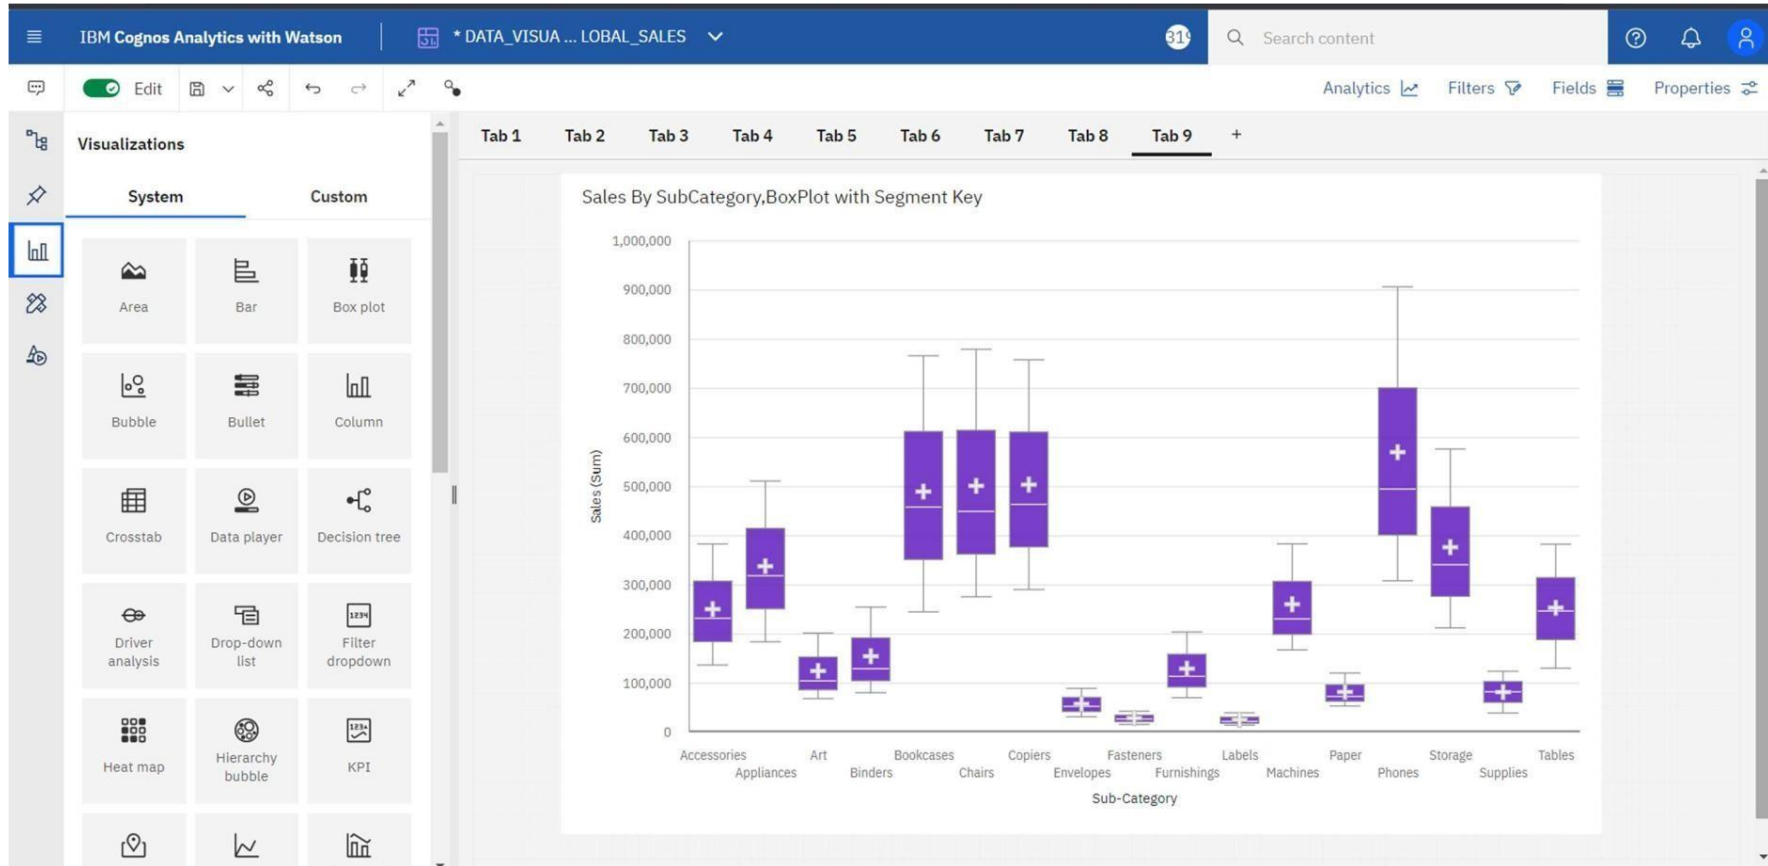 IBM Cognos Analytics with Watson
* DATA_VISUA ... LOBAL_SALES
Search content
Edit
Analytics
Filters
Fields
Properties
Visualizations
System
Custom
Area
Bar
Box plot
Bubble
Bullet
Column
Crosstab
Data player
Decision tree
Driver
analysis
Drop-down
list
Filter
dropdown
Heat map
Hierarchy
bubble
KPI
Tab 1
Tab 2
Tab 3
Tab 4
Tab 5
Tab 6
Tab 7
Tab 8
Tab 9
+
Sales By SubCategory,BoxPlot with Segment Key
Sales (Sum)
1,000,000
900,000
800,000
700,000
600,000
500,000
400,000
300,000
200,000
100,000
0
Accessories
Appliances
Art
Binders
Bookcases
Chairs
Copiers
Envelopes
Fasteners
Furnishings
Labels
Machines
Paper
Phones
Storage
Supplies
Tables
Sub-Category